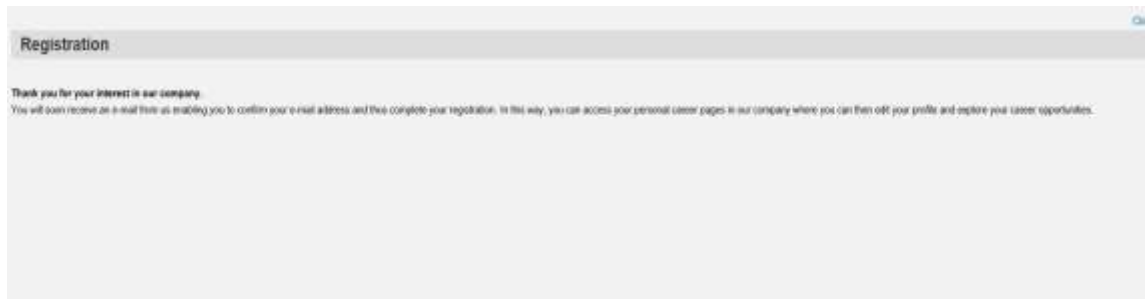 Registration
Thank you for your interest in our company.
You will soon receive an e-mail from us enabling you to confirm your e-mail address and thus complete your registration. In this way, you can access your personal career pages in our company where you can then edit your profile and explore your career opportunities.